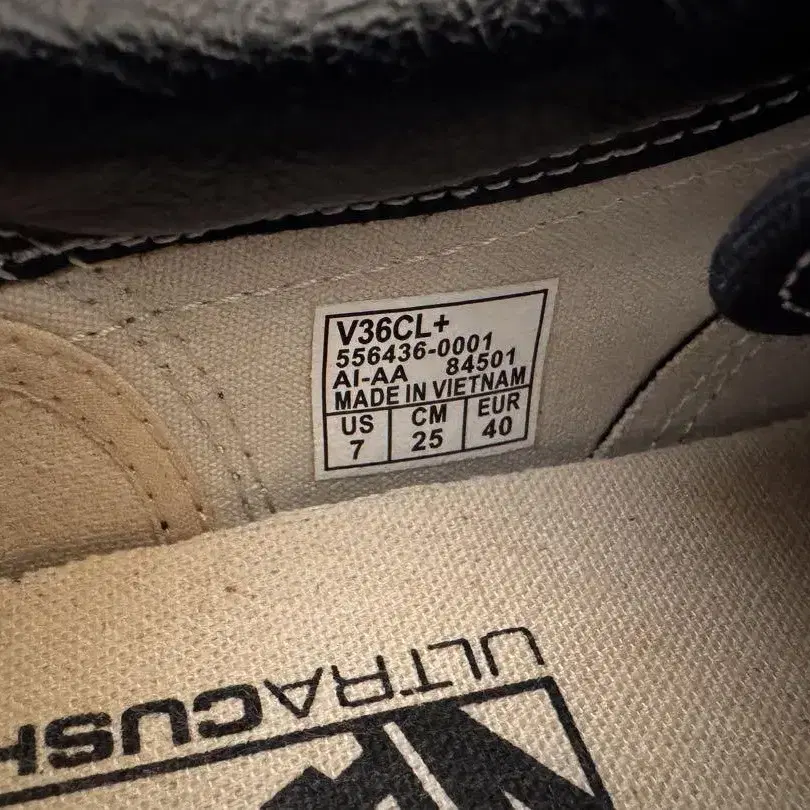 V36CL+
556436-0001
AI-AA 84501
MADE IN VIETNAM
US CM EUR
7 25 40
ULTRACUSH